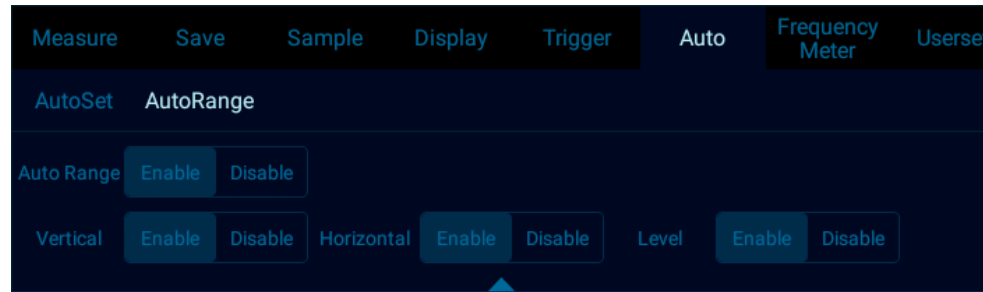 Measure Save Sample Display Trigger Auto Frequency Meter
AutoSet AutoRange
Auto Range Enable Disable
Vertical Enable Disable Horizontal Enable Disable Level Enable Disable